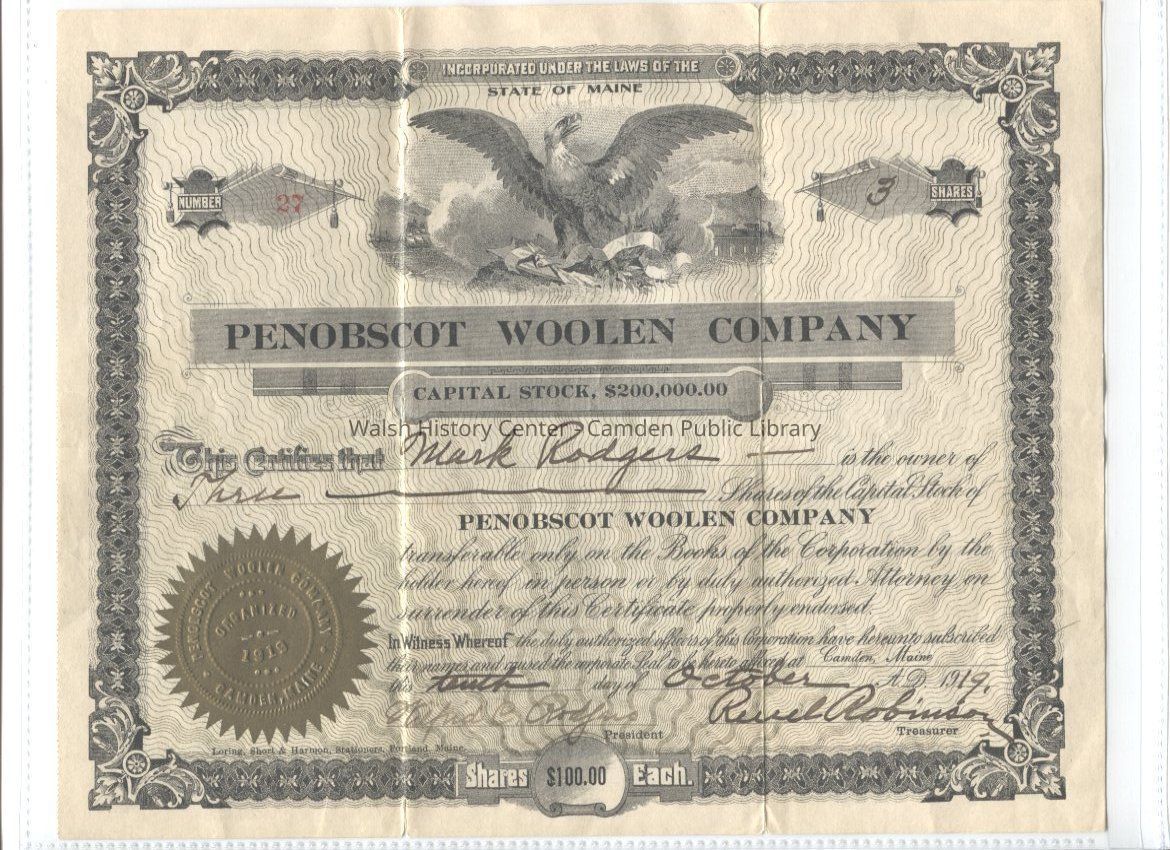 INCORPORATED UNDER THE LAWS OF THE
STATE OF MAINE
NUMBER 27
3 SHARES
PENOBSCOT WOOLEN COMPANY
CAPITAL STOCK, $200,000.00
Walsh History Center - Camden Public Library
This Certifies that Mark Rodgers is the owner of
Three Shares of the Capital Stock of
PENOBSCOT WOOLEN COMPANY
transferable only on the Books of the Corporation by the
holder hereof in person or by duly authorized Attorney on
surrender of this Certificate properly endorsed.
In Witness Whereof the duly authorized officers of this Corporation have hereunto subscribed
their names and caused the corporate Seal to be hereto affixed at Camden, Maine
this tenth day of October A.D. 1919.
Reuel Robinson
President
Treasurer
PENOBSCOT WOOLEN COMPANY
ORGANIZED
1919
CAMDEN, MAINE
Loring, Short & Harmon, Stationers, Portland, Maine.
Shares $100.00 Each.